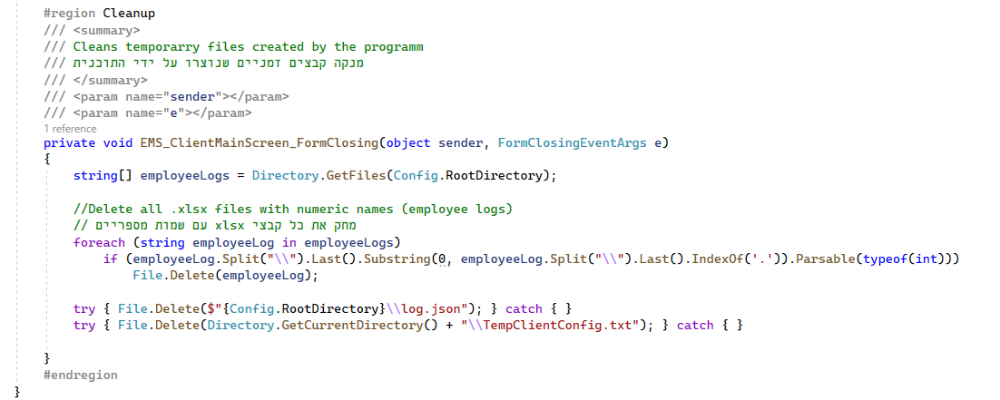 #region Cleanup
/// <summary>
/// Cleans temporarry files created by the programm
/// מנקה קבצים זמניים שנוצרו על ידי התוכנית
/// </summary>
/// <param name="sender"></param>
/// <param name="e"></param>
1 reference
private void EMS_ClientMainScreen_FormClosing(object sender, FormClosingEventArgs e)
{
string[] employeeLogs = Directory.GetFiles(Config.RootDirectory);
//Delete all .xlsx files with numeric names (employee logs)
// מחק את כל קבצי xlsx עם שמות מספריים
foreach (string employeeLog in employeeLogs)
if (employeeLog.Split("\\").Last().Substring(0, employeeLog.Split("\\").Last().IndexOf('.')).Parsable(typeof(int)))
File.Delete(employeeLog);
try { File.Delete($"{Config.RootDirectory}\\log.json"); } catch { }
try { File.Delete(Directory.GetCurrentDirectory() + "\\TempClientConfig.txt"); } catch { }
}
#endregion
}